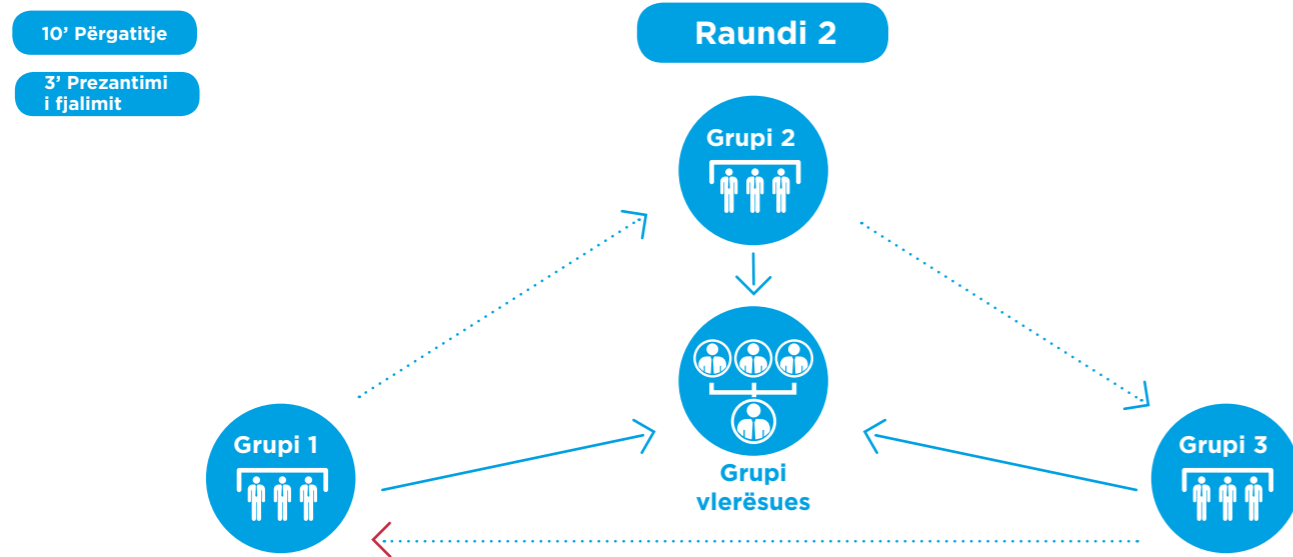 10’ Përgatitje
Raundi 2
3’ Prezantimi
i fjalimit
Grupi 2
Grupi 1
Grupi 3
Grupi
vlerësues